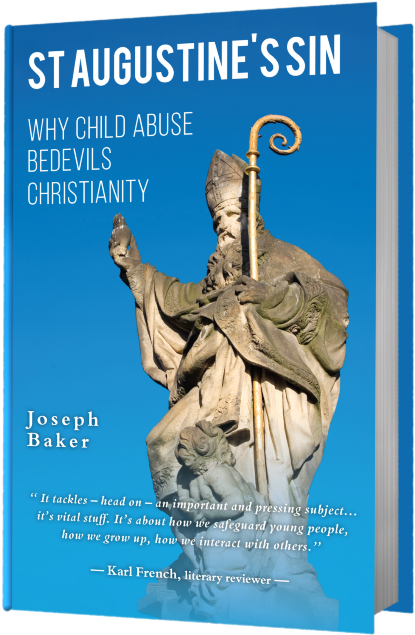 ST AUGUSTINE'S SIN
WHY CHILD ABUSE
BEDEVILS
CHRISTIANITY
Joseph
Baker
“ It tackles – head on – an important and pressing subject…
it’s vital stuff. It’s about how we safeguard young people,
how we grow up, how we interact with others.”
— Karl French, literary reviewer —